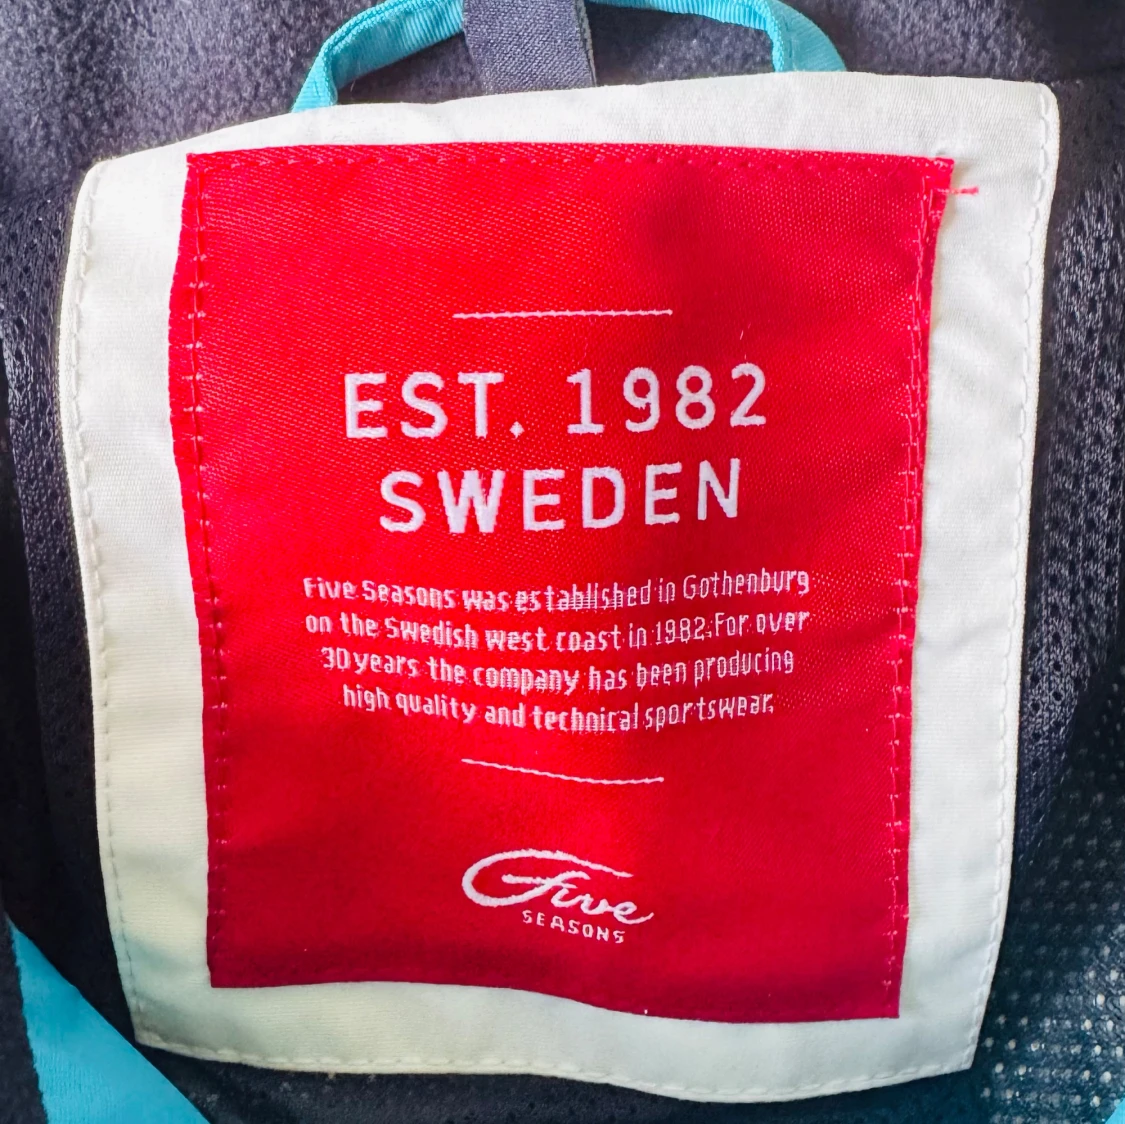 EST. 1982
SWEDEN
Five Seasons was established in Gothenburg
on the Swedish west coast in 1982. For over
30 years the company has been producing
high quality and technical sportswear.
Five
SEASONS